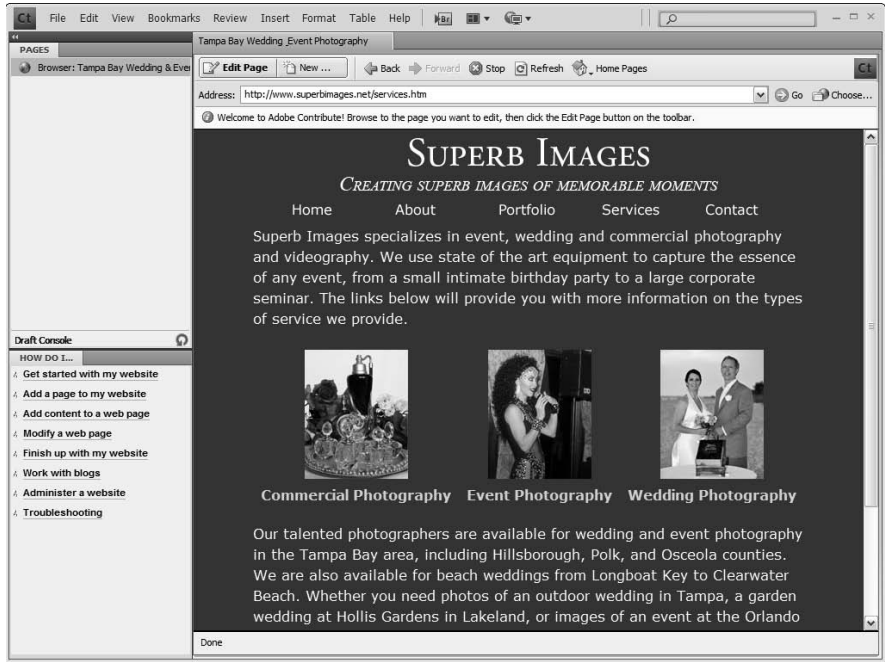 Ct File Edit View Bookmarks Review Insert Format Table Help Br
PAGES
Browser: Tampa Bay Wedding & Eve
Draft Console
HOW DO I...
Get started with my website
Add a page to my website
Add content to a web page
Modify a web page
Finish up with my website
Work with blogs
Administer a website
Troubleshooting
Tampa Bay Wedding _Event Photography
Edit Page New ... Back Forward Stop Refresh Home Pages Ct
Address: http://www.superbimages.net/services.htm Go Choose...
Welcome to Adobe Contribute! Browse to the page you want to edit, then click the Edit Page button on the toolbar.
SUPERB IMAGES
CREATING SUPERB IMAGES OF MEMORABLE MOMENTS
Home About Portfolio Services Contact
Superb Images specializes in event, wedding and commercial photography
and videography. We use state of the art equipment to capture the essence
of any event, from a small intimate birthday party to a large corporate
seminar. The links below will provide you with more information on the types
of service we provide.
Commercial Photography Event Photography Wedding Photography
Our talented photographers are available for wedding and event photography
in the Tampa Bay area, including Hillsborough, Polk, and Osceola counties.
We are also available for beach weddings from Longboat Key to Clearwater
Beach. Whether you need photos of an outdoor wedding in Tampa, a garden
wedding at Hollis Gardens in Lakeland, or images of an event at the Orlando
Done